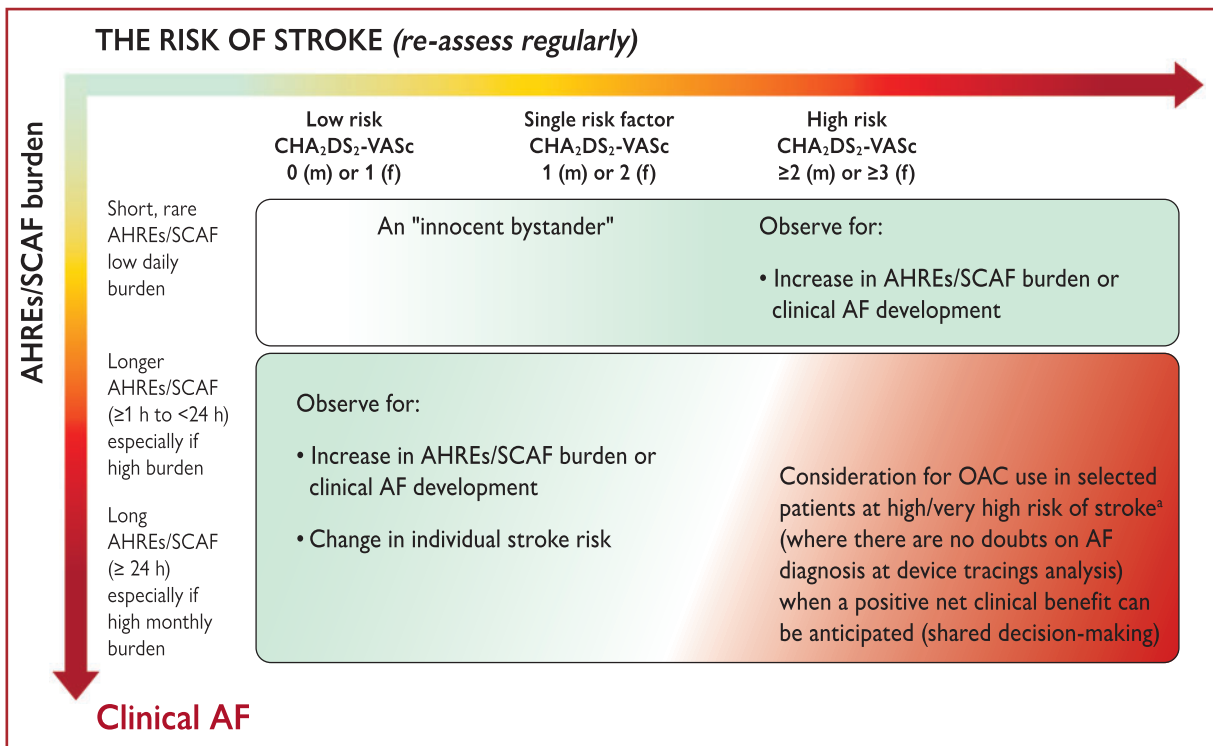 THE RISK OF STROKE (re-assess regularly)
AHREs/SCAF burden
Low risk
CHA₂DS₂-VASc
0 (m) or 1 (f)
Single risk factor
CHA₂DS₂-VASc
1 (m) or 2 (f)
High risk
CHA₂DS₂-VASc
≥2 (m) or ≥3 (f)
Short, rare
AHREs/SCAF
low daily
burden
An "innocent bystander"
Observe for:
• Increase in AHREs/SCAF burden or
clinical AF development
Longer
AHREs/SCAF
(≥1 h to <24 h)
especially if
high burden
Long
AHREs/SCAF
(≥ 24 h)
especially if
high monthly
burden
Observe for:
• Increase in AHREs/SCAF burden or
clinical AF development
• Change in individual stroke risk
Consideration for OAC use in selected
patients at high/very high risk of strokeᵃ
(where there are no doubts on AF
diagnosis at device tracings analysis)
when a positive net clinical benefit can
be anticipated (shared decision-making)
Clinical AF